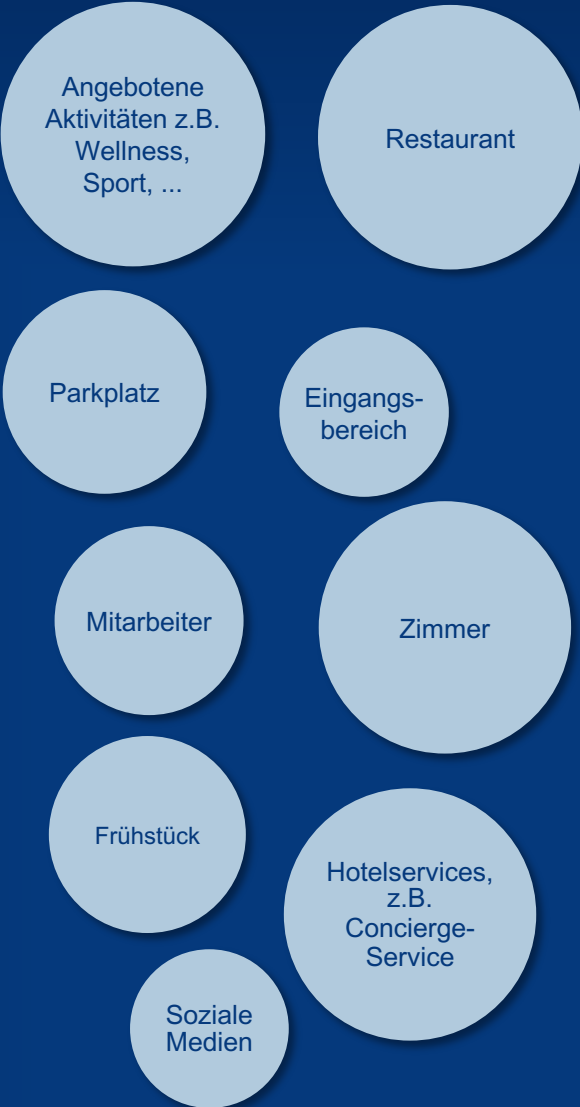 Angebotene
Aktivitäten z.B.
Wellness,
Sport, ...
Restaurant
Parkplatz
Eingangs-
bereich
Mitarbeiter
Zimmer
Frühstück
Hotelservices,
z.B.
Concierge-
Service
Soziale
Medien